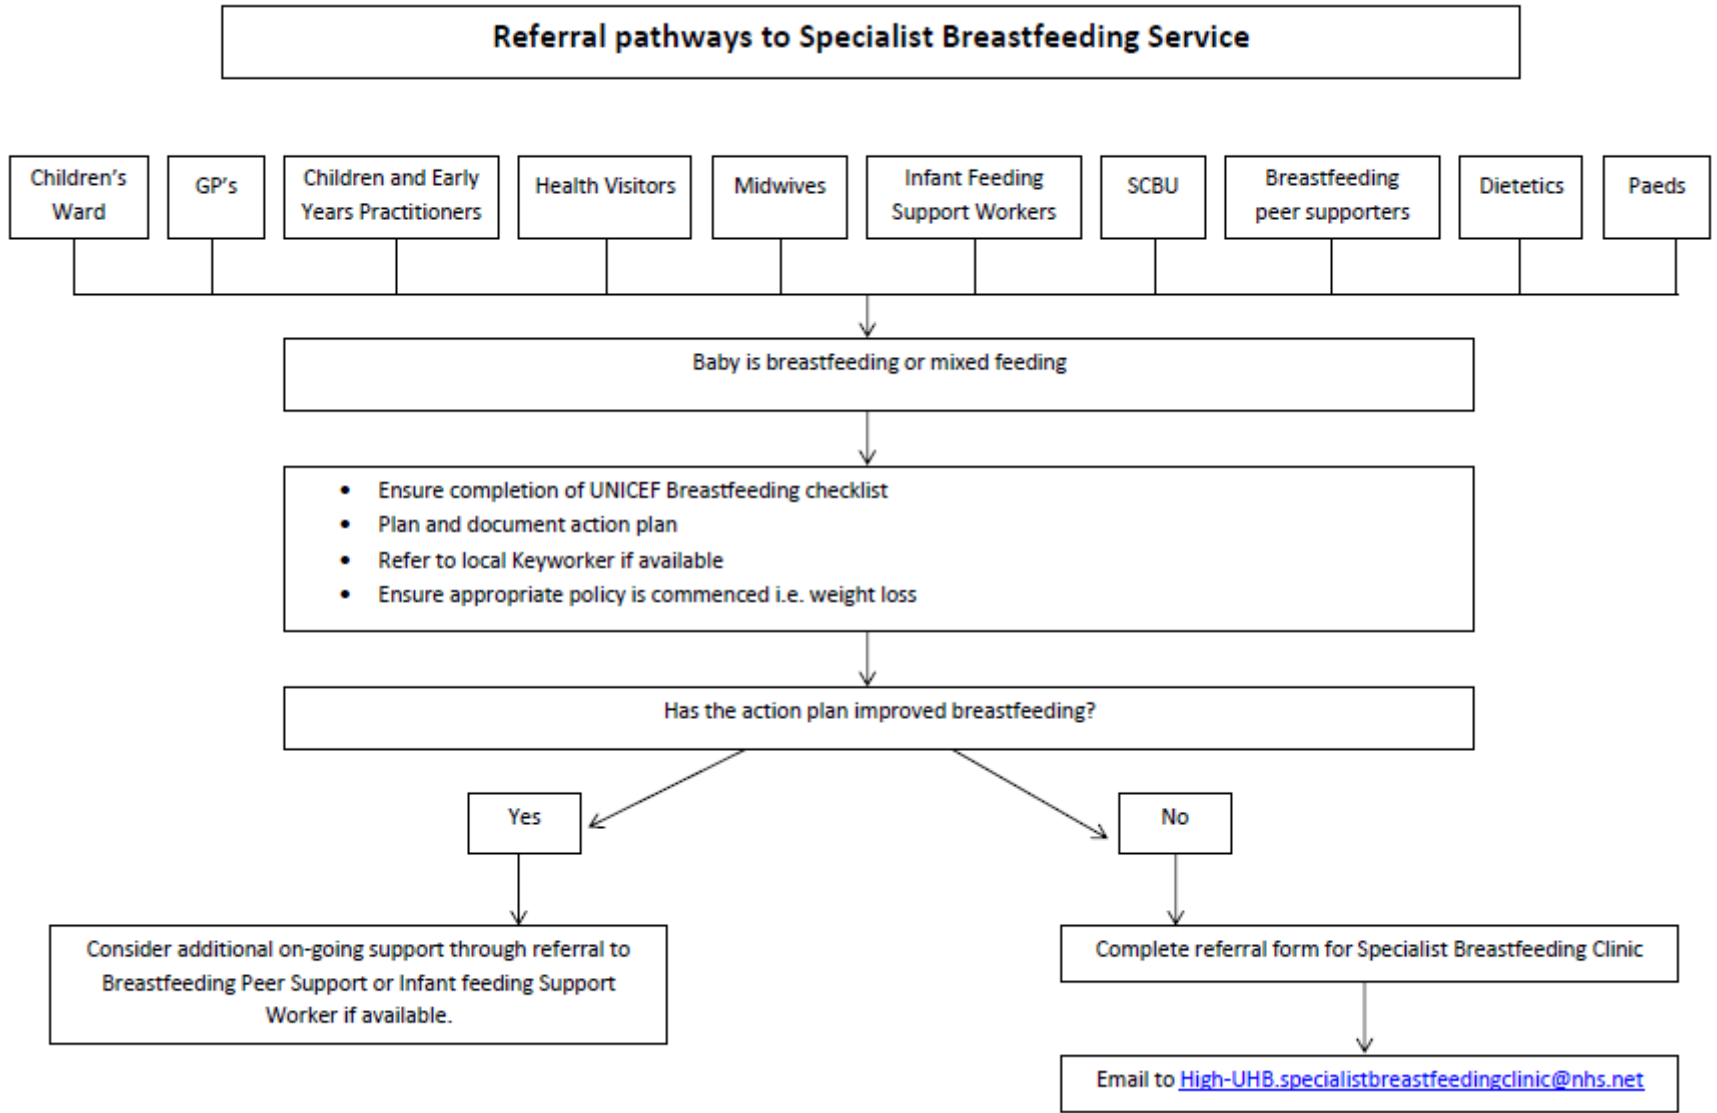 Referral pathways to Specialist Breastfeeding Service
Children's
Ward
GP's
Children and Early
Years Practitioners
Health Visitors
Midwives
Infant Feeding
Support Workers
SCBU
Breastfeeding
peer supporters
Dietetics
Paeds
Baby is breastfeeding or mixed feeding
• Ensure completion of UNICEF Breastfeeding checklist
• Plan and document action plan
• Refer to local Keyworker if available
• Ensure appropriate policy is commenced i.e. weight loss
Has the action plan improved breastfeeding?
Yes
No
Consider additional on-going support through referral to
Breastfeeding Peer Support or Infant feeding Support
Worker if available.
Complete referral form for Specialist Breastfeeding Clinic
Email to High-UHB.specialistbreastfeedingclinic@nhs.net